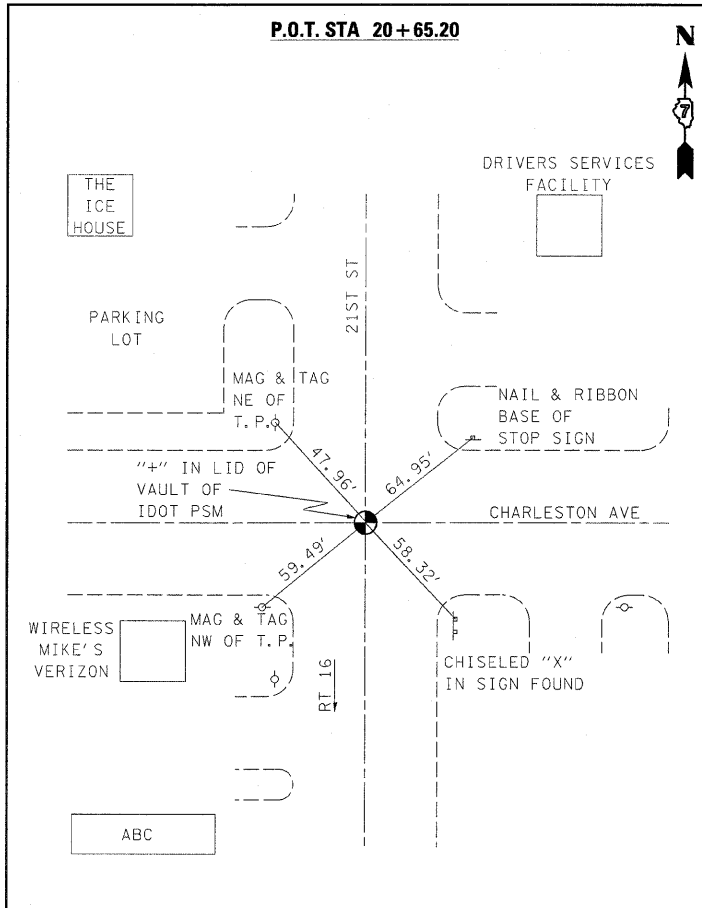 P.O.T. STA 20+65.20
N
7
DRIVERS SERVICES
FACILITY
THE
ICE
HOUSE
21ST ST
PARKING
LOT
MAG & TAG
NE OF
T.P.
NAIL & RIBBON
BASE OF
STOP SIGN
47.96'
64.95'
"+" IN LID OF
VAULT OF
IDOT PSM
CHARLESTON AVE
59.49'
58.32'
WIRELESS
MIKE'S
VERIZON
MAG & TAG
NW OF T.P.
CHISELED "X"
IN SIGN FOUND
RT 16
ABC